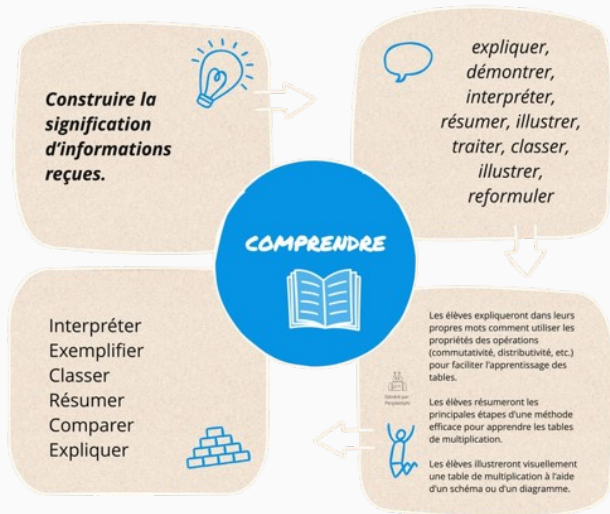 Construire la
signification
d'informations
reçues.
expliquer,
démontrer,
interpréter,
résumer, illustrer,
traiter, classer,
illustrer,
reformuler
COMPRENDRE
Les élèves expliqueront dans leurs
propres mots comment utiliser les
propriétés des opérations
(commutativité, distributivité, etc.)
pour faciliter l'apprentissage des
tables.
Généré par
PerplexityAI
Les élèves résumeront les
principales étapes d'une méthode
efficace pour apprendre les tables
de multiplication.
Les élèves illustreront visuellement
une table de multiplication à l'aide
d'un schéma ou d'un diagramme.
Interpréter
Exemplifier
Classer
Résumer
Comparer
Expliquer